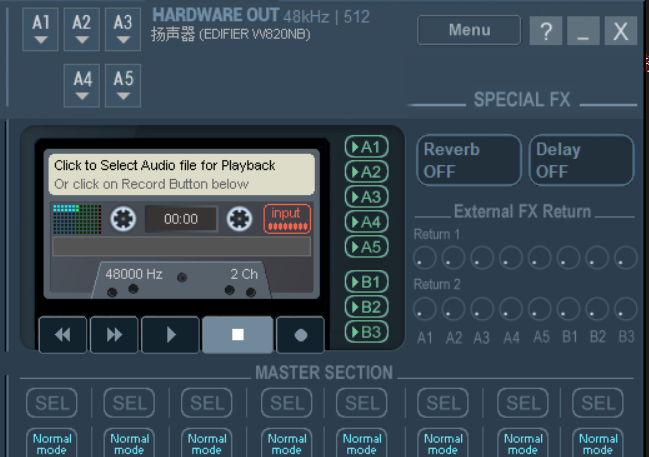 A1 A2 A3 HARDWARE OUT 48kHz | 512
扬声器 (EDIFIER W820NB)
Menu ? _ X
A4 A5
SPECIAL FX
Click to Select Audio file for Playback
Or click on Record Button below
00:00 input
48000 Hz 2 Ch
A1
A2
A3
A4
A5
B1
B2
B3
Reverb
OFF
Delay
OFF
External FX Return
Return 1
Return 2
A1 A2 A3 A4 A5 B1 B2 B3
MASTER SECTION
SEL SEL SEL SEL SEL SEL SEL SEL
Normal Normal Normal Normal Normal Normal Normal Normal
mode mode mode mode mode mode mode mode